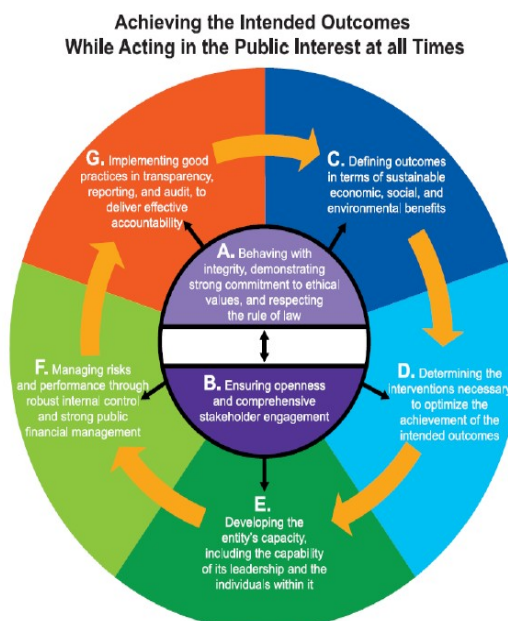 Achieving the Intended Outcomes
While Acting in the Public Interest at all Times
G. Implementing good
practices in transparency,
reporting, and audit, to
deliver effective
accountability
C. Defining outcomes
in terms of sustainable
economic, social, and
environmental benefits
A. Behaving with
integrity, demonstrating
strong commitment to ethical
values, and respecting
the rule of law
B. Ensuring openness
and comprehensive
stakeholder engagement
F. Managing risks
and performance through
robust internal control
and strong public
financial management
D. Determining the
interventions necessary
to optimize the
achievement of the
intended outcomes
E.
Developing the
entity's capacity,
including the capability
of its leadership and the
individuals within it